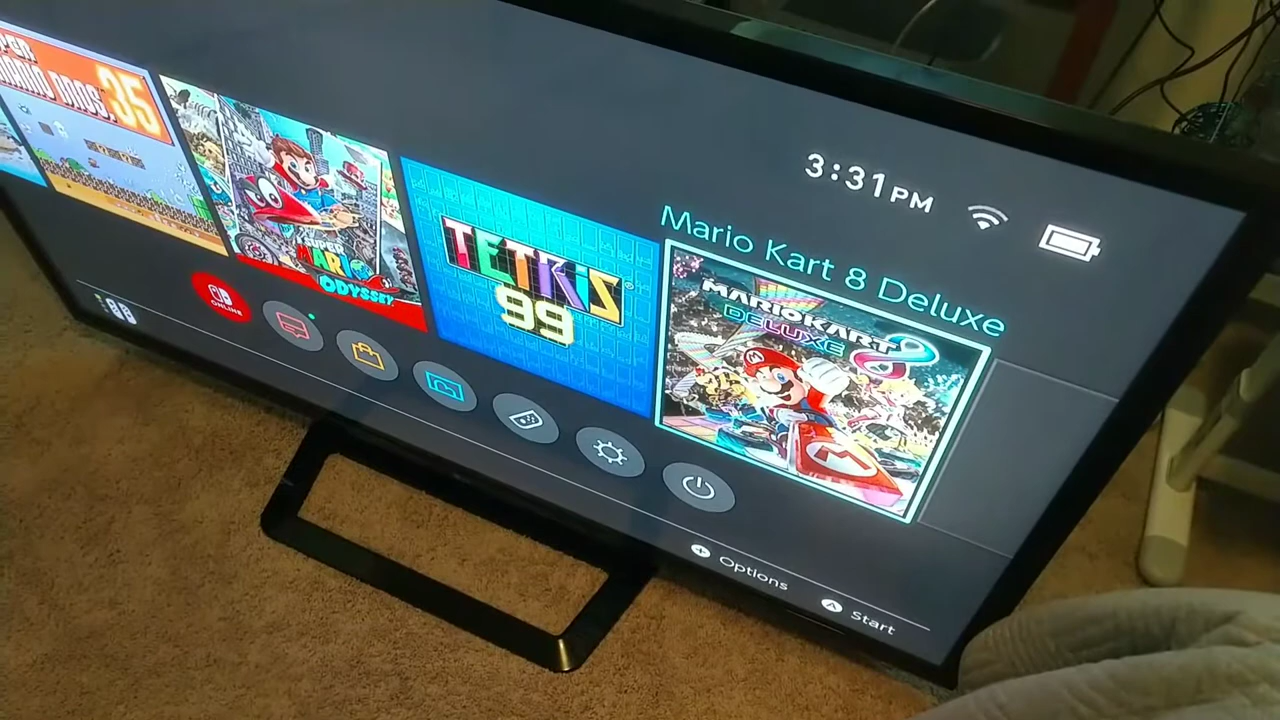 3:31 PM
Mario Kart 8 Deluxe
MARIO BROS. 35
SUPER
MARIO
ODYSSEY
TETRIS
99
MARIO KART 8
DELUXE
M
ONLINE
Options
A Start